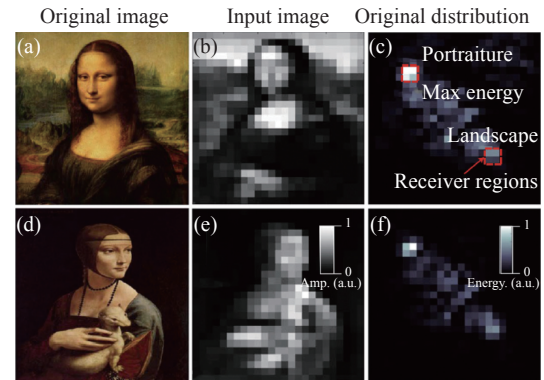 Original image Input image Original distribution
(a) (b) (c)
Portraiture
Max energy
Landscape
Receiver regions
(d) (e) (f)
1 1
0 0
Amp. (a.u.) Energy. (a.u.)